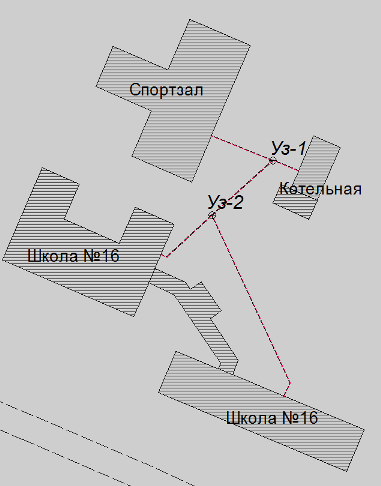 Спортзал
Уз-1
Котельная
Уз-2
Школа №16
Школа №16